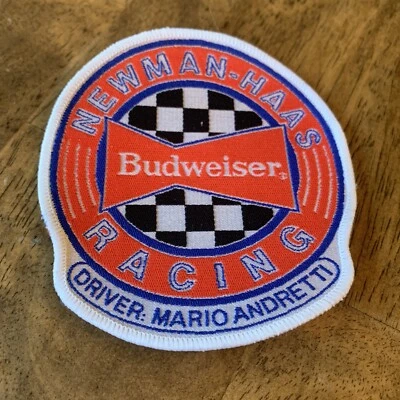 NEWMAN-HAAS
Budweiser
RACING
DRIVER: MARIO ANDRETTI